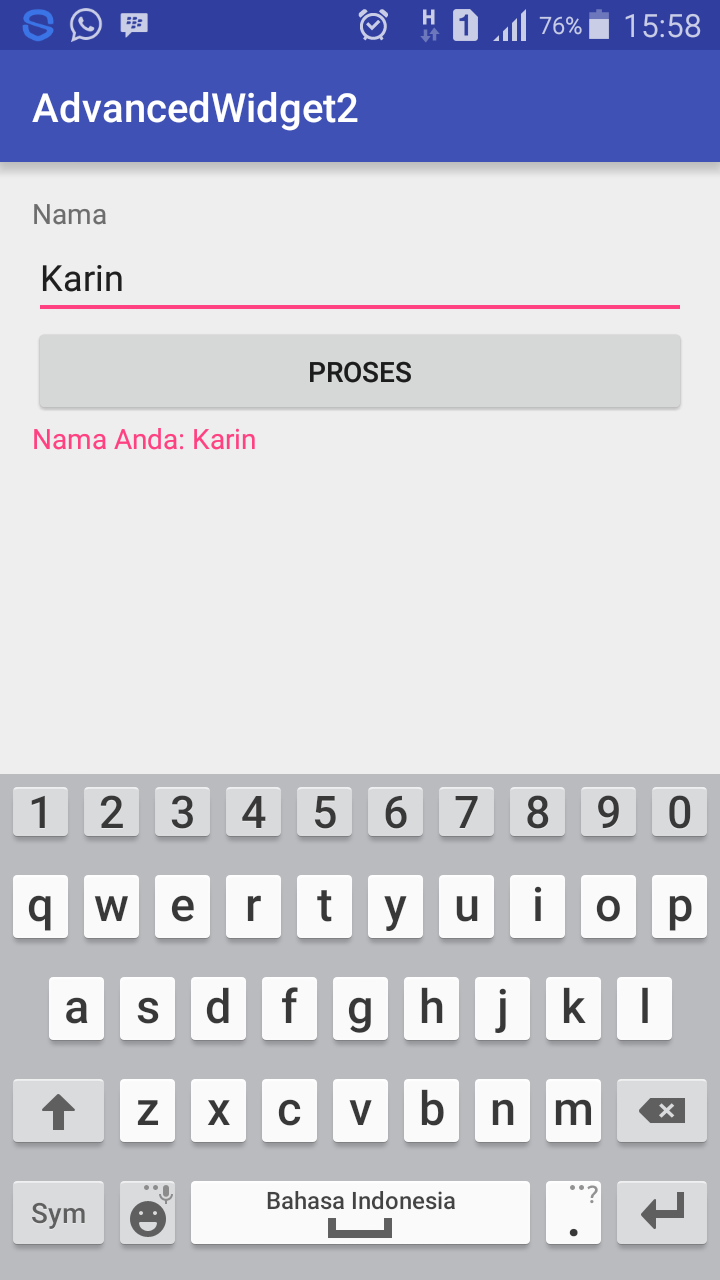 H 1 76% 15:58
AdvancedWidget2
Nama
Karin
PROSES
Nama Anda: Karin
1 2 3 4 5 6 7 8 9 0
q w e r t y u i o p
a s d f g h j k l
z x c v b n m
Sym Bahasa Indonesia . ?